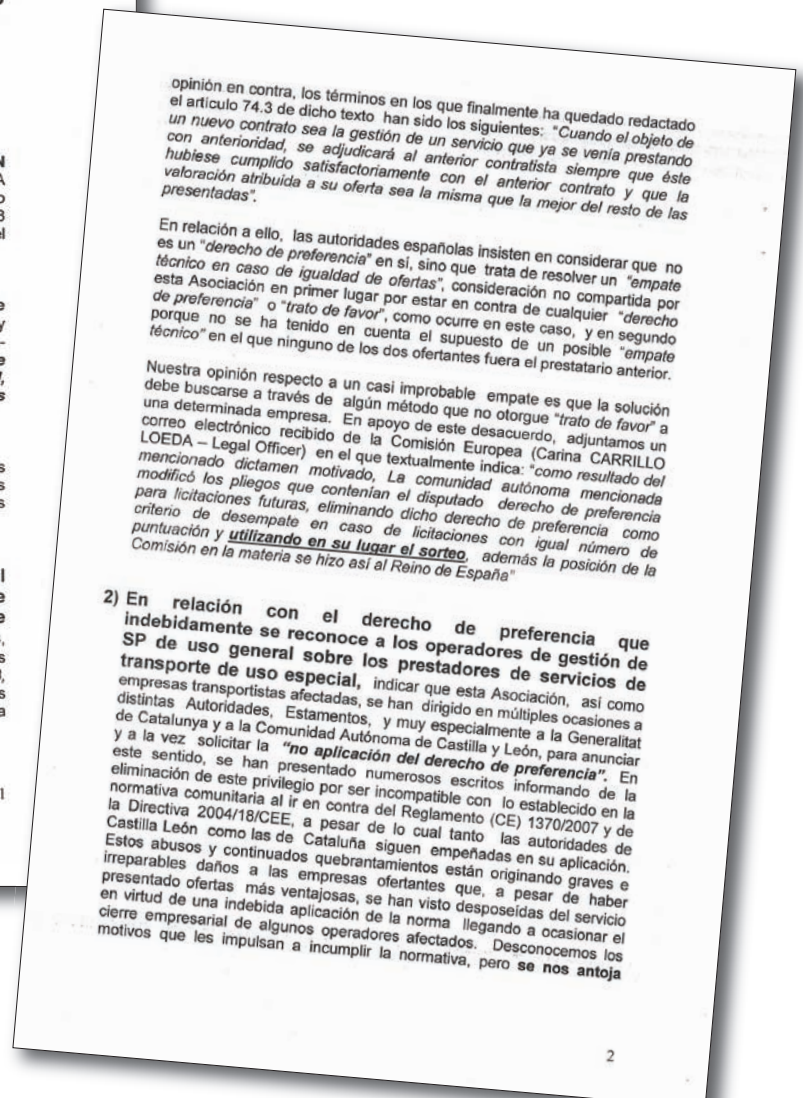 opinión en contra, los términos en los que finalmente ha quedado redactado
el artículo 74.3 de dicho texto han sido los siguientes: "Cuando el objeto de
un nuevo contrato sea la gestión de un servicio que ya se venía prestando
con anterioridad, se adjudicará al anterior contratista siempre que éste
hubiese cumplido satisfactoriamente con el anterior contrato y que la
valoración atribuida a su oferta sea la misma que la mejor del resto de las
presentadas".
En relación a ello, las autoridades españolas insisten en considerar que no
es un "derecho de preferencia" en sí, sino que trata de resolver un "empate
técnico en caso de igualdad de ofertas", consideración no compartida por
esta Asociación en primer lugar por estar en contra de cualquier "derecho
de preferencia" o "trato de favor", como ocurre en este caso, y en segundo
porque no se ha tenido en cuenta el supuesto de un posible "empate
técnico" en el que ninguno de los dos ofertantes fuera el prestatario anterior.
Nuestra opinión respecto a un casi improbable empate es que la solución
debe buscarse a través de algún método que no otorgue "trato de favor" a
una determinada empresa. En apoyo de este desacuerdo, adjuntamos un
correo electrónico recibido de la Comisión Europea (Carina CARRILLO
LOEDA – Legal Officer) en el que textualmente indica: "como resultado del
mencionado dictamen motivado, La comunidad autónoma mencionada
modificó los pliegos que contenían el disputado derecho de preferencia
para licitaciones futuras, eliminando dicho derecho de preferencia como
criterio de desempate en caso de licitaciones con igual número de
puntuación y utilizando en su lugar el sorteo, además la posición de la
Comisión en la materia se hizo así al Reino de España"
2) En relación con el derecho de preferencia que
indebidamente se reconoce a los operadores de gestión de
SP de uso general sobre los prestadores de servicios de
transporte de uso especial, indicar que esta Asociación, así como
empresas transportistas afectadas, se han dirigido en múltiples ocasiones a
distintas Autoridades, Estamentos, y muy especialmente a la Generalitat
de Catalunya y a la Comunidad Autónoma de Castilla y León, para anunciar
y a la vez solicitar la "no aplicación del derecho de preferencia". En
este sentido, se han presentado numerosos escritos informando de la
eliminación de este privilegio por ser incompatible con lo establecido en la
normativa comunitaria al ir en contra del Reglamento (CE) 1370/2007 y de
la Directiva 2004/18/CEE, a pesar de lo cual tanto las autoridades de
Castilla León como las de Cataluña siguen empeñadas en su aplicación.
Estos abusos y continuados quebrantamientos están originando graves e
irreparables daños a las empresas ofertantes que, a pesar de haber
presentado ofertas más ventajosas, se han visto desposeídas del servicio
en virtud de una indebida aplicación de la norma llegando a ocasionar el
cierre empresarial de algunos operadores afectados. Desconocemos los
motivos que les impulsan a incumplir la normativa, pero se nos antoja
2